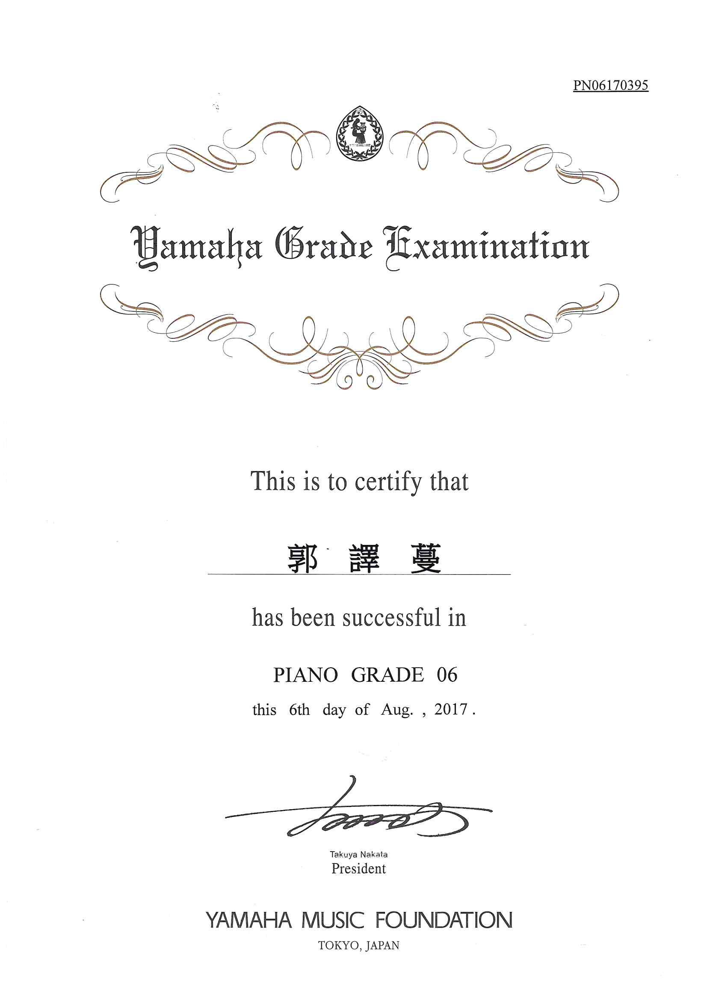 PN06170395
Yamaha Grade Examination
This is to certify that
郭 譯 蔓
has been successful in
PIANO GRADE 06
this 6th day of Aug. , 2017 .
Takuya Nakata
President
YAMAHA MUSIC FOUNDATION
TOKYO, JAPAN